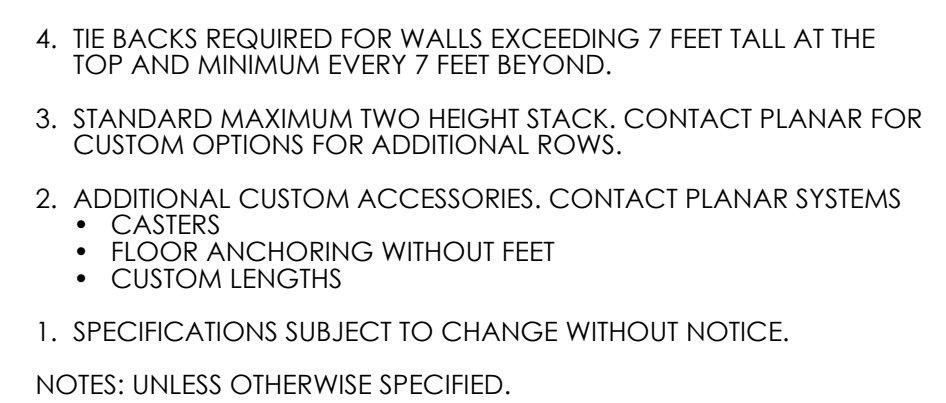 4. TIE BACKS REQUIRED FOR WALLS EXCEEDING 7 FEET TALL AT THE
TOP AND MINIMUM EVERY 7 FEET BEYOND.
3. STANDARD MAXIMUM TWO HEIGHT STACK. CONTACT PLANAR FOR
CUSTOM OPTIONS FOR ADDITIONAL ROWS.
2. ADDITIONAL CUSTOM ACCESSORIES. CONTACT PLANAR SYSTEMS
• CASTERS
• FLOOR ANCHORING WITHOUT FEET
• CUSTOM LENGTHS
1. SPECIFICATIONS SUBJECT TO CHANGE WITHOUT NOTICE.
NOTES: UNLESS OTHERWISE SPECIFIED.